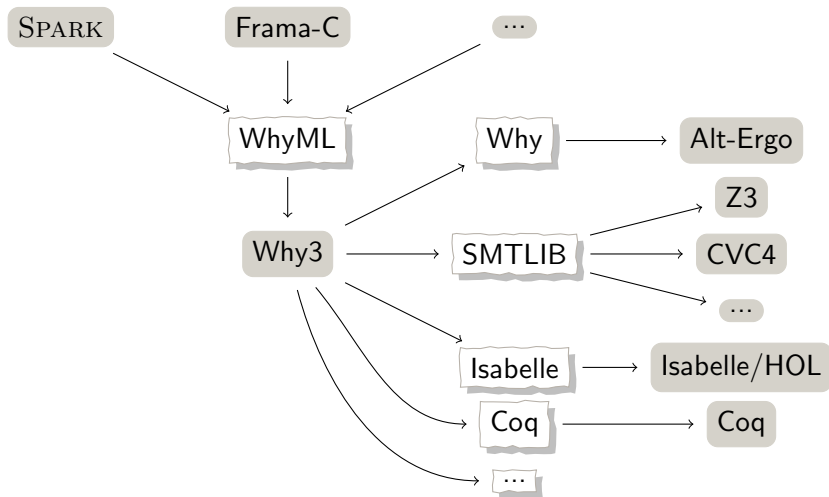 SPARK
Frama-C
...
WhyML
Why
Alt-Ergo
Z3
Why3
SMTLIB
CVC4
...
Isabelle
Isabelle/HOL
Coq
Coq
...